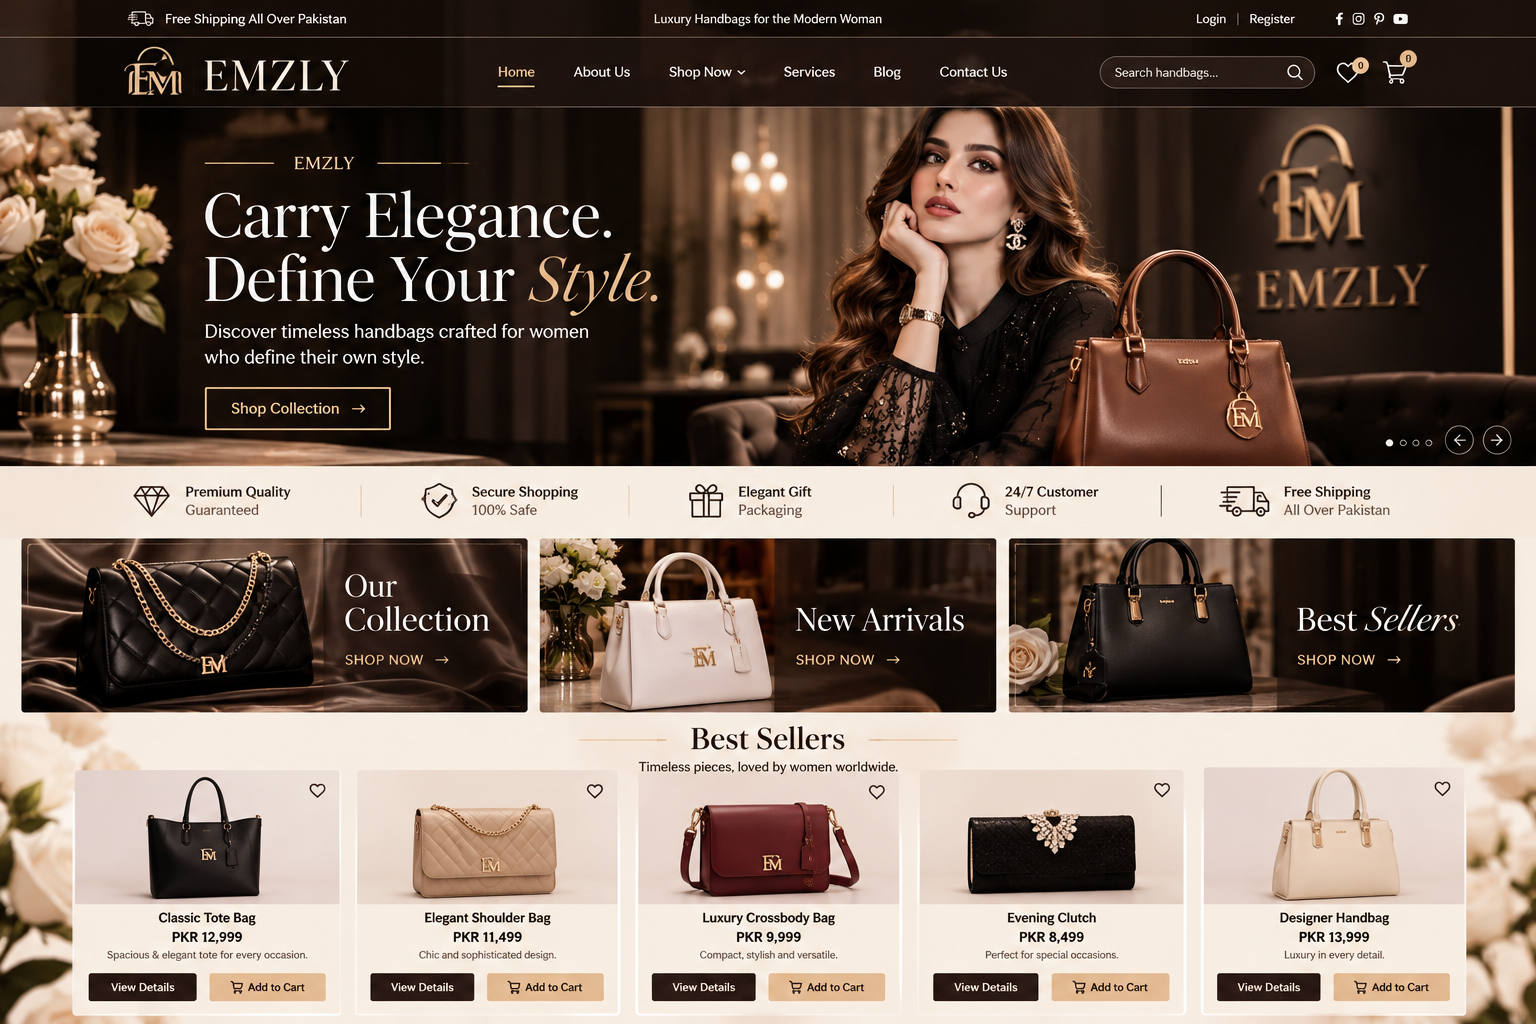 Free Shipping All Over Pakistan
Luxury Handbags for the Modern Woman
Login | Register
EM EMZLY
Home
About Us
Shop Now
Services
Blog
Contact Us
Search handbags...
0
0
EMZLY
Carry Elegance.
Define Your Style.
Discover timeless handbags crafted for women
who define their own style.
Shop Collection →
EM
EMZLY
EM
Premium Quality
Guaranteed
Secure Shopping
100% Safe
Elegant Gift
Packaging
24/7 Customer
Support
Free Shipping
All Over Pakistan
EM
Our
Collection
SHOP NOW →
EM
New Arrivals
SHOP NOW →
Best Sellers
SHOP NOW →
Best Sellers
Timeless pieces, loved by women worldwide.
EM
Classic Tote Bag
PKR 12,999
Spacious & elegant tote for every occasion.
View Details
Add to Cart
EM
Elegant Shoulder Bag
PKR 11,499
Chic and sophisticated design.
View Details
Add to Cart
EM
Luxury Crossbody Bag
PKR 9,999
Compact, stylish and versatile.
View Details
Add to Cart
Evening Clutch
PKR 8,499
Perfect for special occasions.
View Details
Add to Cart
Designer Handbag
PKR 13,999
Luxury in every detail.
View Details
Add to Cart